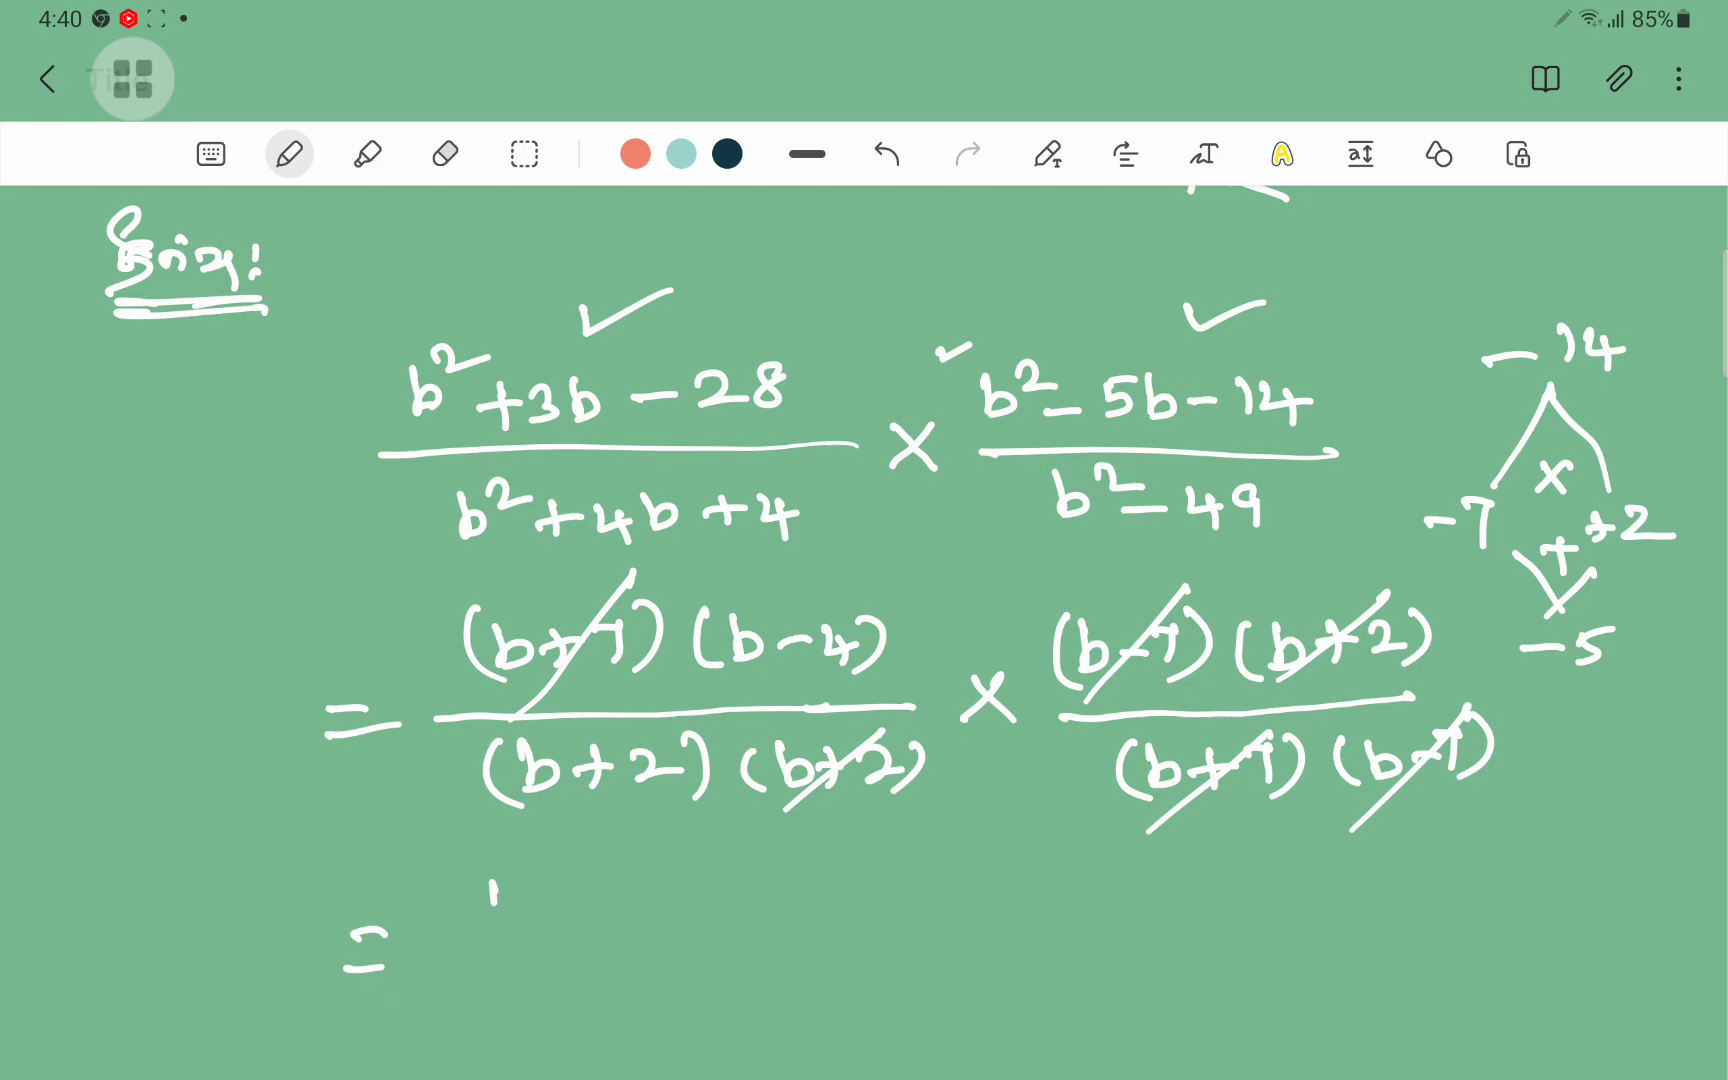 4:40 85%
Title
தீர்வு:
b² + 3b − 28 / b² + 4b + 4 × b² − 5b − 14 / b² − 49
− 14
×
−7 +2
+
−5
= (b+7) (b−4) / (b+2) (b+2) × (b−7) (b+2) / (b+7) (b−7)
=